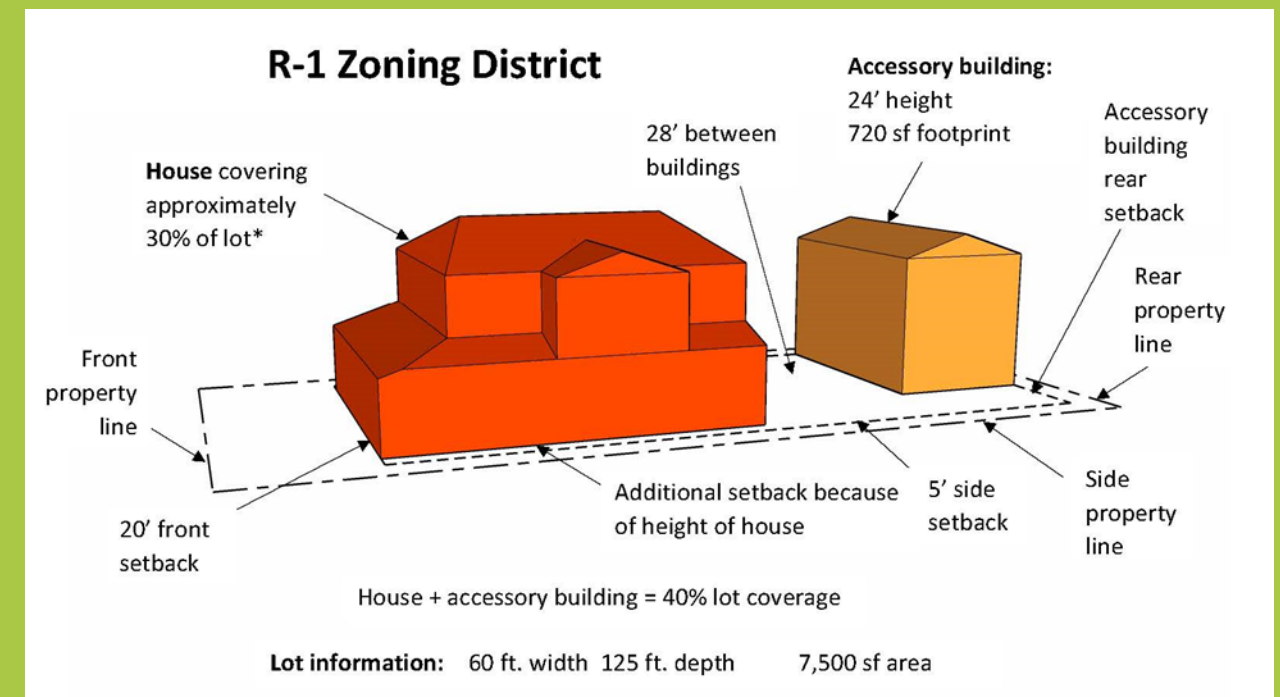 R-1 Zoning District
Accessory building:
24’ height
720 sf footprint
Accessory
building
rear
setback
28’ between
buildings
House covering
approximately
30% of lot*
Rear
property
line
Front
property
line
20’ front
setback
Additional setback because
of height of house
5’ side
setback
Side
property
line
House + accessory building = 40% lot coverage
Lot information: 60 ft. width 125 ft. depth 7,500 sf area